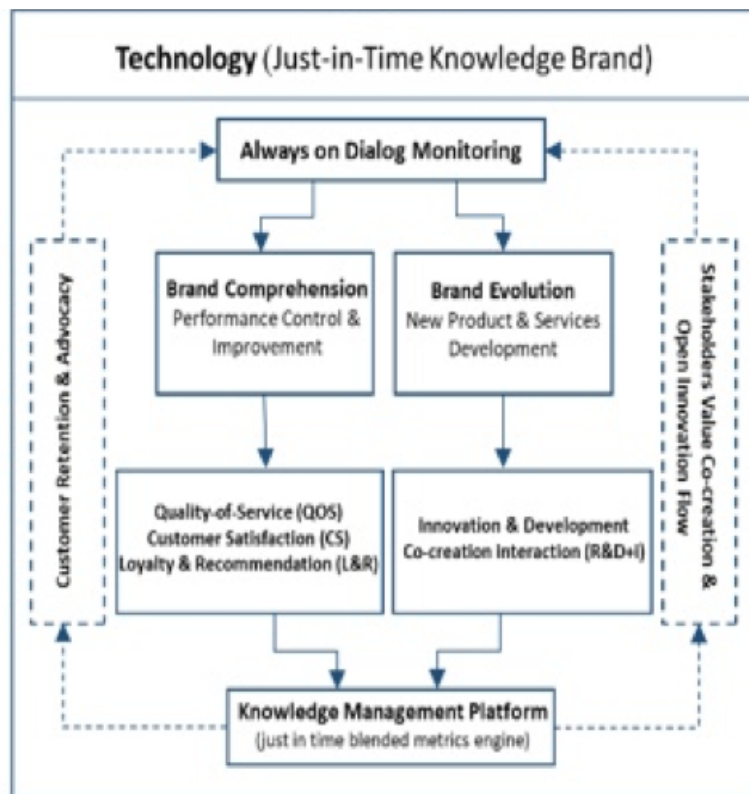 Technology (Just-in-Time Knowledge Brand)
Always on Dialog Monitoring
Brand Comprehension
Performance Control &
Improvement
Brand Evolution
New Product & Services
Development
Customer Retention & Advocacy
Stakeholders Value Co-creation &
Open Innovation
Flow
Quality-of-Service (QOS)
Customer Satisfaction (CS)
Loyalty & Recommendation (L&R)
Innovation & Development
Co-creation Interaction (R&D+I)
Knowledge Management Platform
(just in time blended metrics engine)